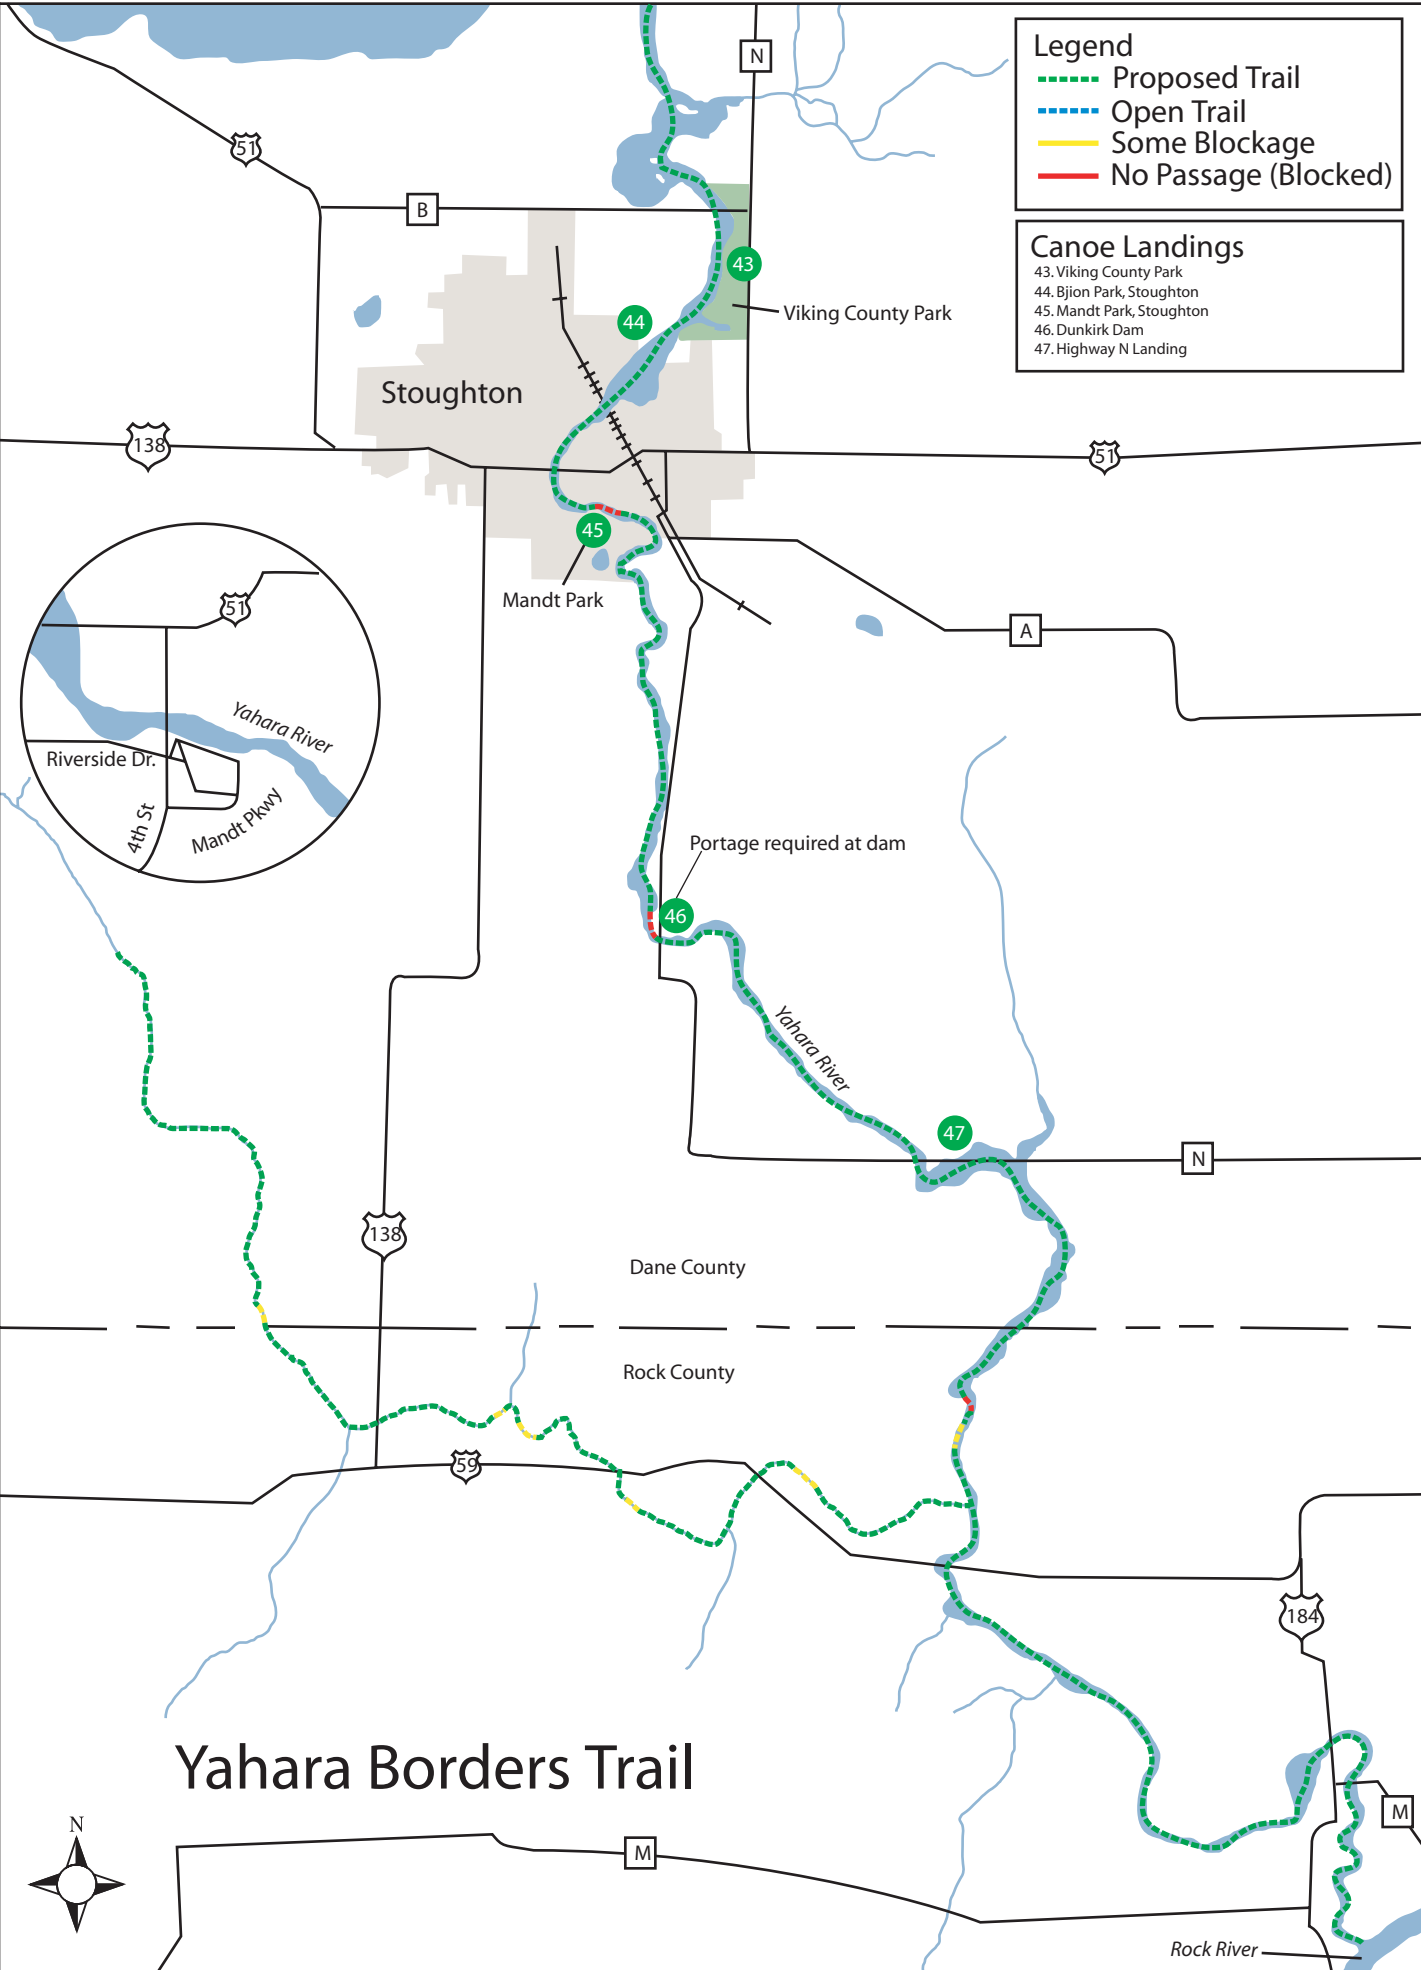 Legend
Proposed Trail
Open Trail
Some Blockage
No Passage (Blocked)
Canoe Landings
43. Viking County Park
44. Bjion Park, Stoughton
45. Mandt Park, Stoughton
46. Dunkirk Dam
47. Highway N Landing
N
51
B
43
Viking County Park
44
Stoughton
138
51
45
Mandt Park
51
A
Yahara River
Riverside Dr.
4th St
Mandt Pkwy
Portage required at dam
46
Yahara River
47
N
138
Dane County
Rock County
59
184
Yahara Borders Trail
N
M
M
Rock River